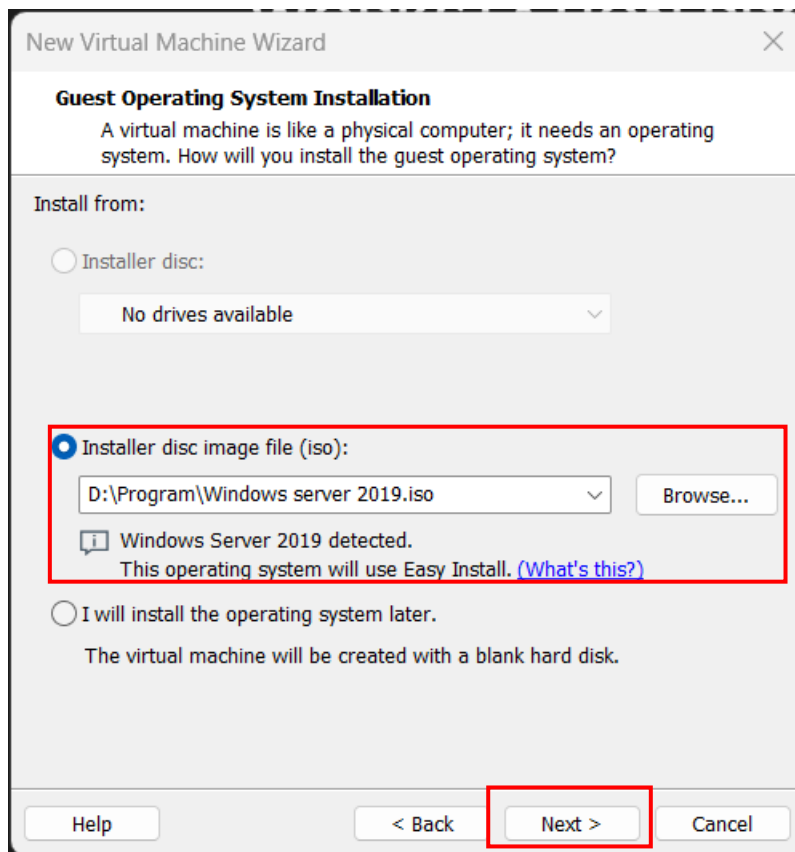 New Virtual Machine Wizard
Guest Operating System Installation
A virtual machine is like a physical computer; it needs an operating
system. How will you install the guest operating system?
Install from:
Installer disc:
No drives available
Installer disc image file (iso):
D:\Program\Windows server 2019.iso
Browse...
Windows Server 2019 detected.
This operating system will use Easy Install. (What's this?)
I will install the operating system later.
The virtual machine will be created with a blank hard disk.
Help
< Back
Next >
Cancel